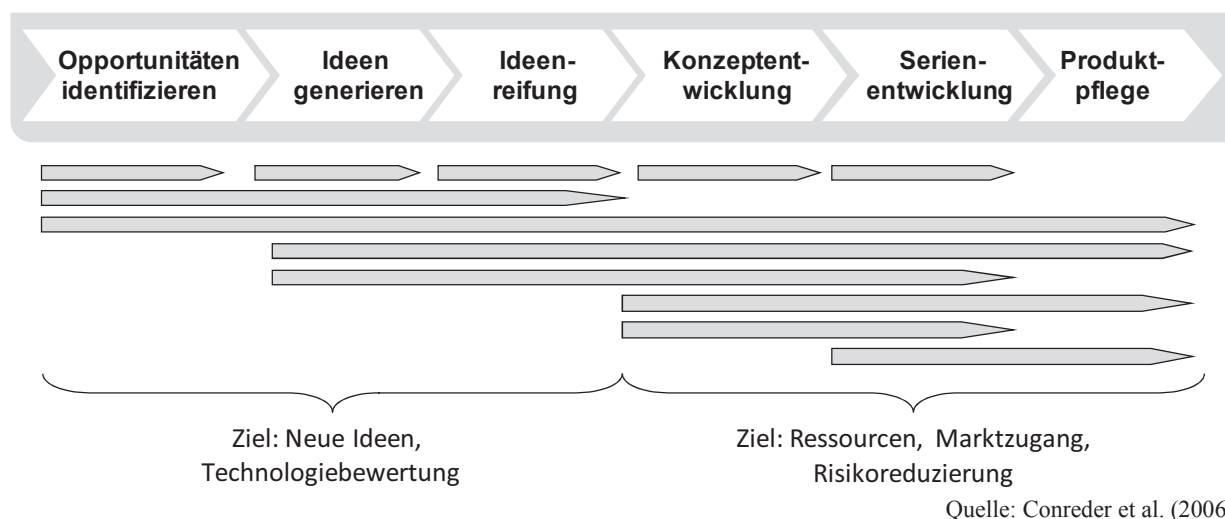 Opportunitäten
identifizieren
Ideen
generieren
Ideen-
reifung
Konzeptent-
wicklung
Serien-
entwicklung
Produkt-
pflege
Ziel: Neue Ideen,
Technologiebewertung
Ziel: Ressourcen, Marktzugang,
Risikoreduzierung
Quelle: Conreder et al. (2006